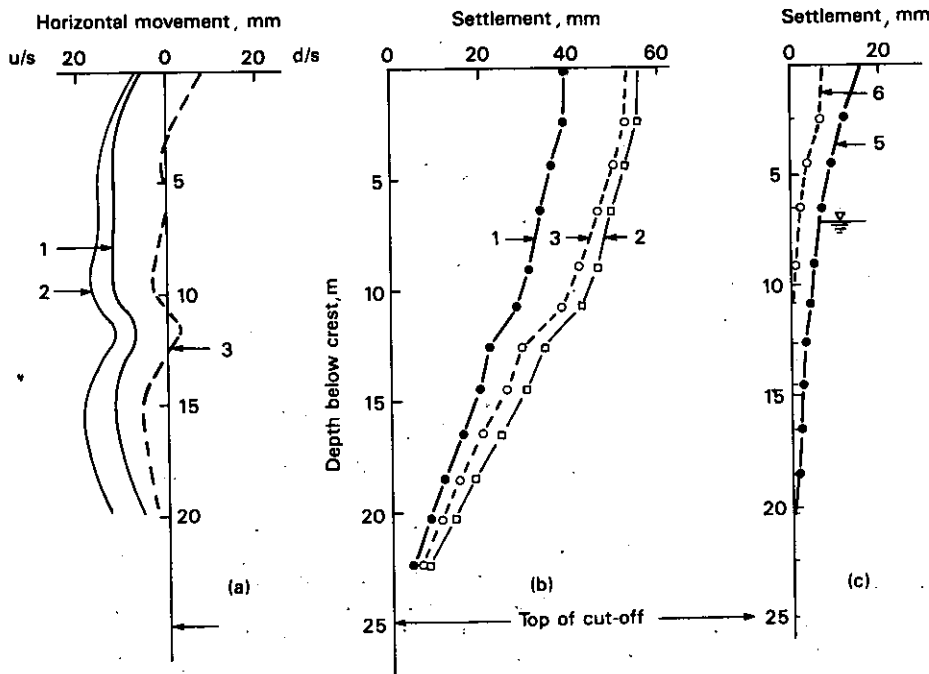 Horizontal movement, mm
u/s 20 0 20 d/s
5
10
15
20
1
2
3
(a)
Settlement, mm
0 20 40 60
Depth below crest, m
5
10
15
20
25
1 3 2
(b)
Top of cut-off
Settlement, mm
0 20
5
10
15
20
25
6
5
(c)